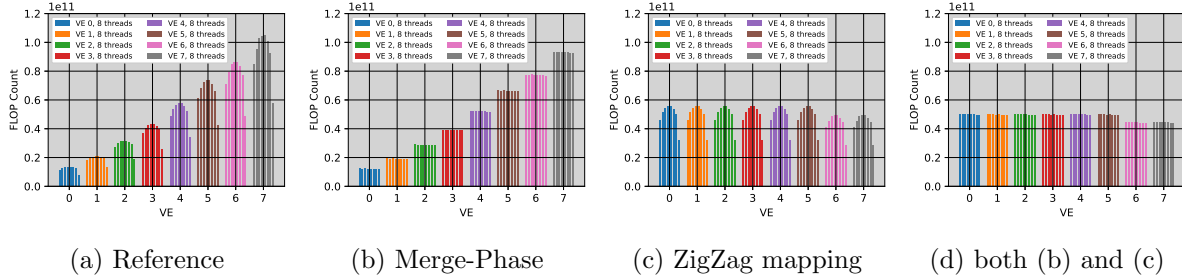 1e11
1.2
1.0
0.8
0.6
0.4
0.2
0.0
FLOP Count
VE 0, 8 threads
VE 1, 8 threads
VE 2, 8 threads
VE 3, 8 threads
VE 4, 8 threads
VE 5, 8 threads
VE 6, 8 threads
VE 7, 8 threads
0 1 2 3 4 5 6 7
VE
(a) Reference
1e11
1.2
1.0
0.8
0.6
0.4
0.2
0.0
FLOP Count
VE 0, 8 threads
VE 1, 8 threads
VE 2, 8 threads
VE 3, 8 threads
VE 4, 8 threads
VE 5, 8 threads
VE 6, 8 threads
VE 7, 8 threads
0 1 2 3 4 5 6 7
VE
(b) Merge-Phase
1e11
1.2
1.0
0.8
0.6
0.4
0.2
0.0
FLOP Count
VE 0, 8 threads
VE 1, 8 threads
VE 2, 8 threads
VE 3, 8 threads
VE 4, 8 threads
VE 5, 8 threads
VE 6, 8 threads
VE 7, 8 threads
0 1 2 3 4 5 6 7
VE
(c) ZigZag mapping
1e11
1.2
1.0
0.8
0.6
0.4
0.2
0.0
FLOP Count
VE 0, 8 threads
VE 1, 8 threads
VE 2, 8 threads
VE 3, 8 threads
VE 4, 8 threads
VE 5, 8 threads
VE 6, 8 threads
VE 7, 8 threads
0 1 2 3 4 5 6 7
VE
(d) both (b) and (c)